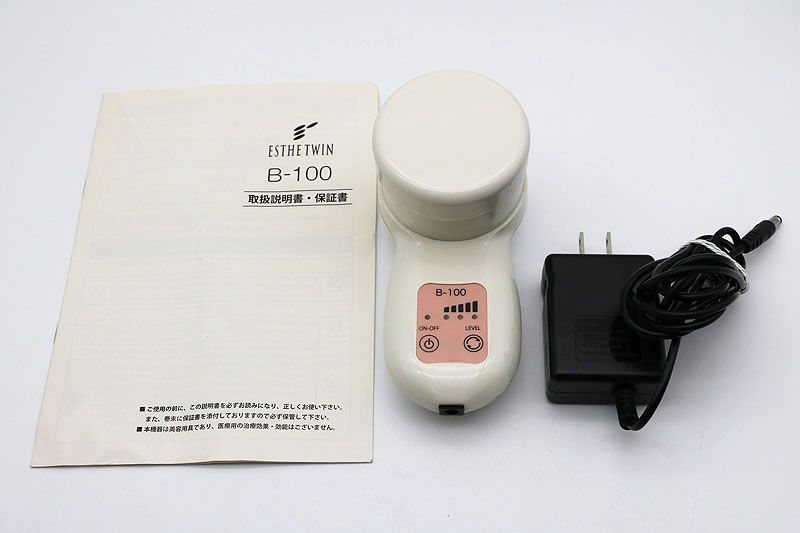 ESTHETWIN
B-100
取扱説明書・保証書
■ご使用の前に、この説明書を必ずお読みになり、正しくお使い下さい。
また、巻末に保証書を添付しておりますので必ず保管して下さい。
■本機器は美容用具であり、医療用の治療効果・効能はございません。
B-100
ON-OFF LEVEL